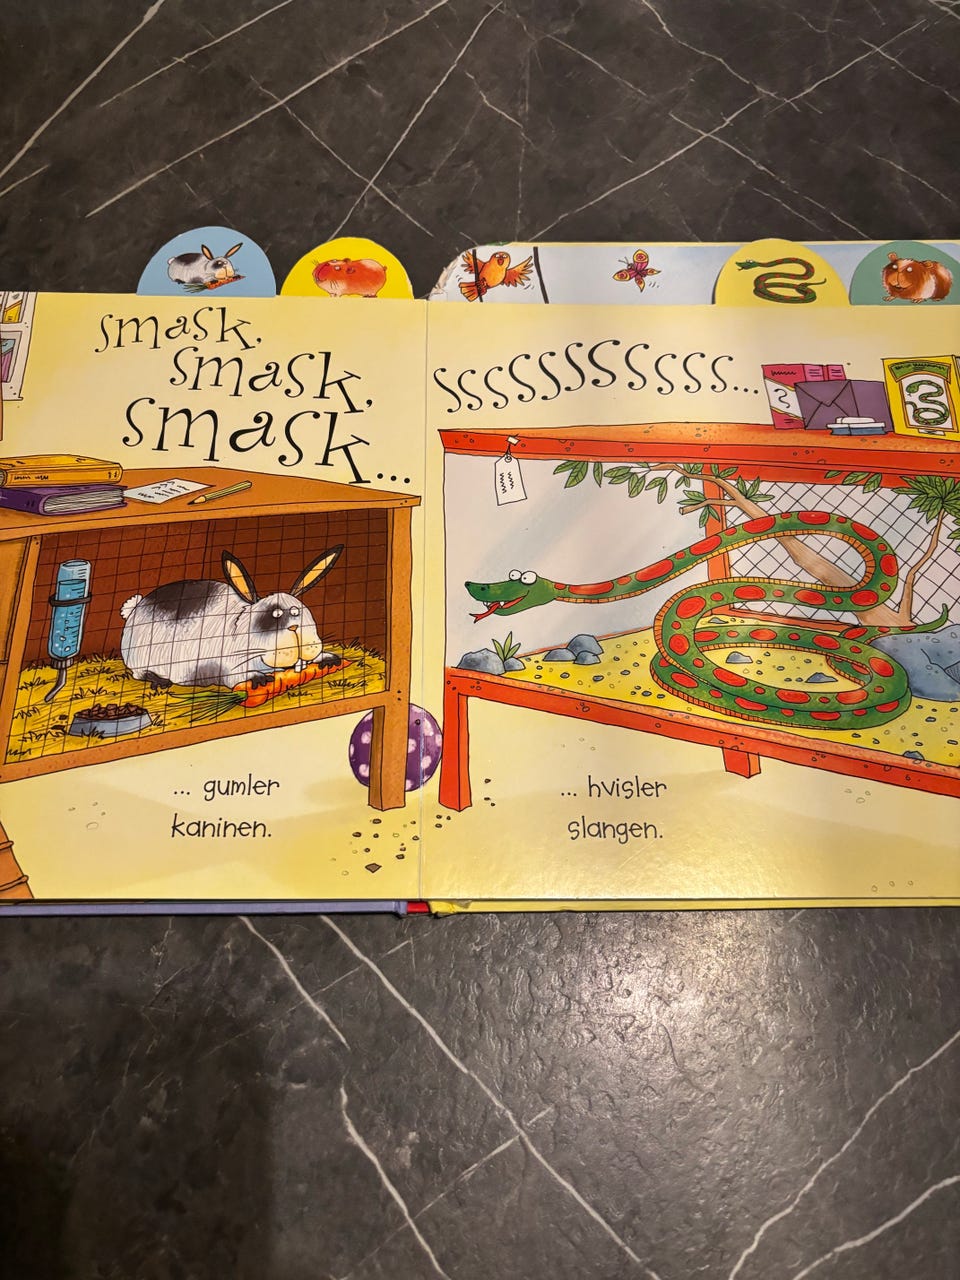 smask,
smask,
smask...
... gumler
kaninen.
sssssssssss...
... hvisler
slangen.